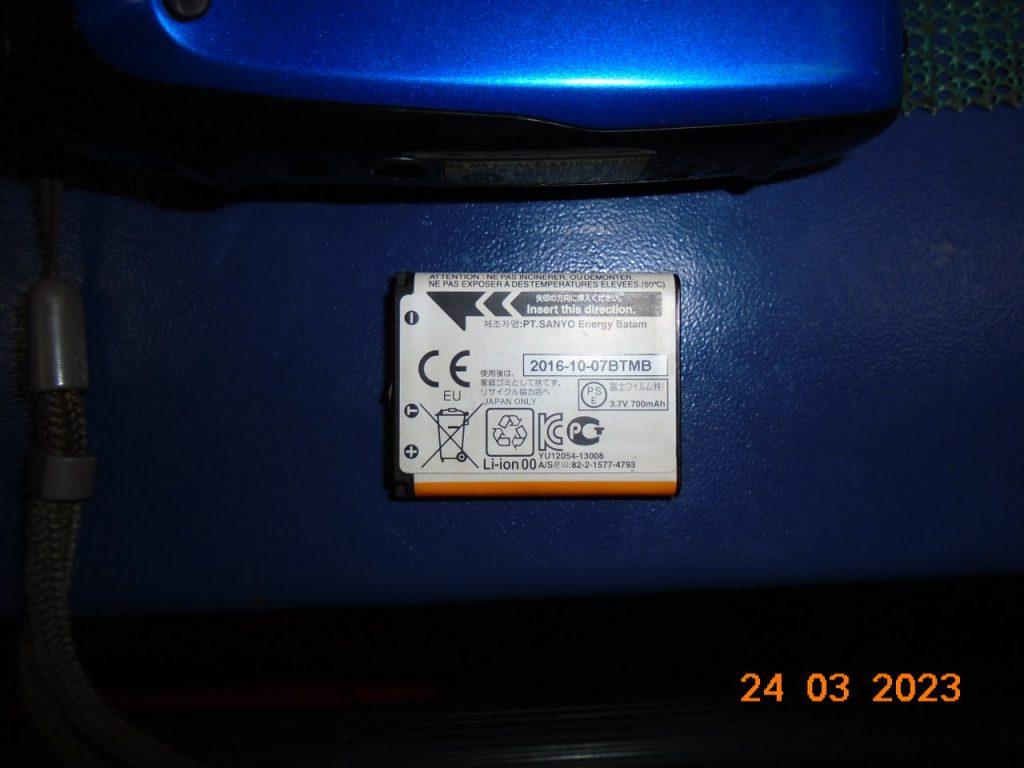 ATTENTION : NE PAS INCINERER, OU DEMONTER.
NE PAS EXPOSER A DES TEMPERATURES ELEVEES.(60°C)
矢印の方向に挿入ください。
Insert this direction.
제조자명:PT.SANYO Energy Batam
CE
EU
2016-10-07BTMB
使用後は、
家庭ゴミとして捨てず、
リサイクル協力店へ
JAPAN ONLY
PS
E
富士フイルム(株)
3.7V 700mAh
T
Li-ion 00
YU12054-13008
A/S문의:82-2-1577-4793
24 03 2023